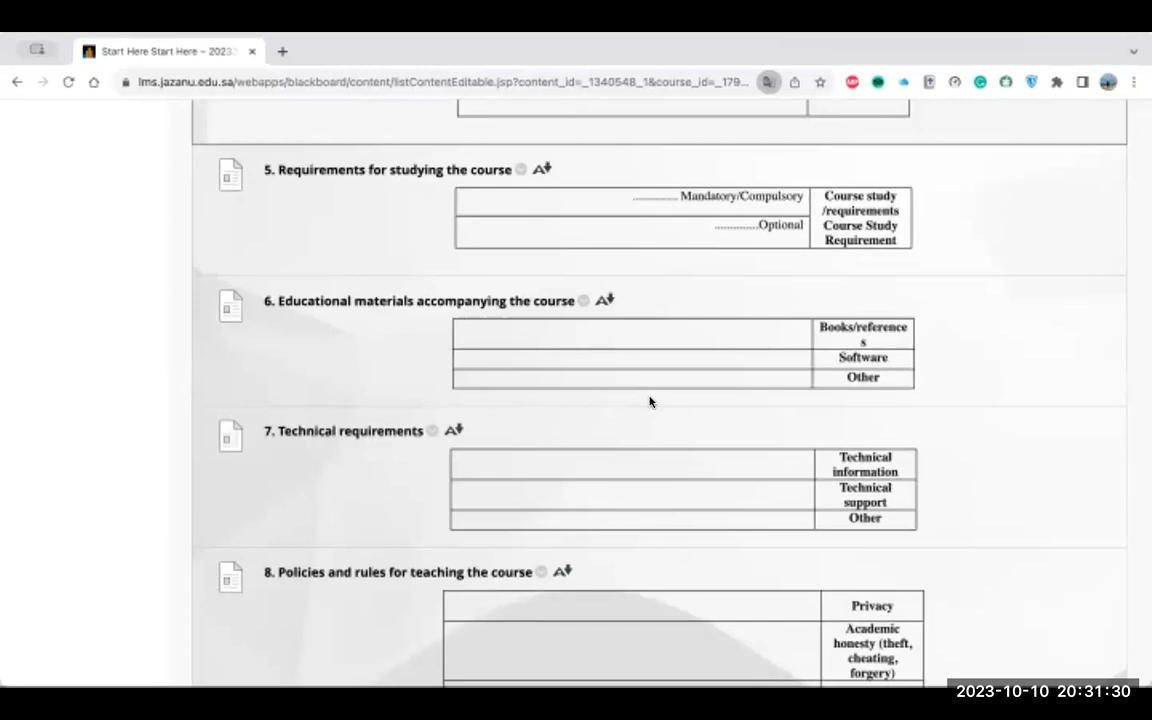 Start Here Start Here – 2023
lms.jazanu.edu.sa/webapps/blackboard/content/listContentEditable.jsp?content_id=_1340548_1&course_id=_179...
5. Requirements for studying the course
.............. Mandatory/Compulsory
..............Optional
Course study
/requirements
Course Study
Requirement
6. Educational materials accompanying the course
Books/reference
s
Software
Other
7. Technical requirements
Technical
information
Technical
support
Other
8. Policies and rules for teaching the course
Privacy
Academic
honesty (theft,
cheating,
forgery)
2023-10-10 20:31:30